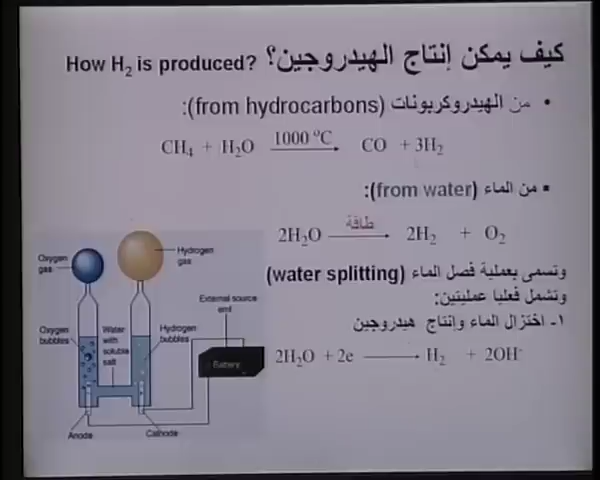 كيف يمكن إنتاج الهيدروجين؟ How H2 is produced?
• من الهيدروكربونات (from hydrocarbons):
CH4 + H2O 1000 ºC CO + 3H2
▪ من الماء (from water):
2H2O طاقة 2H2 + O2
وتسمى بعملية فصل الماء (water splitting)
وتشمل فعليا عمليتين:
١- اختزال الماء وإنتاج هيدروجين
2H2O + 2e H2 + 2OH-
Oxygen gas
Hydrogen gas
External source emf
Oxygen bubbles
Water with soluble salt
Hydrogen bubbles
Battery
Anode
Cathode